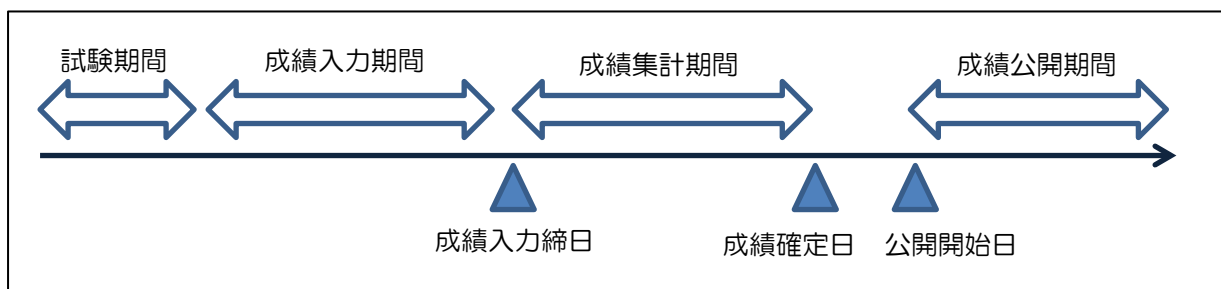 試験期間
成績入力期間
成績集計期間
成績公開期間
成績入力締日
成績確定日
公開開始日